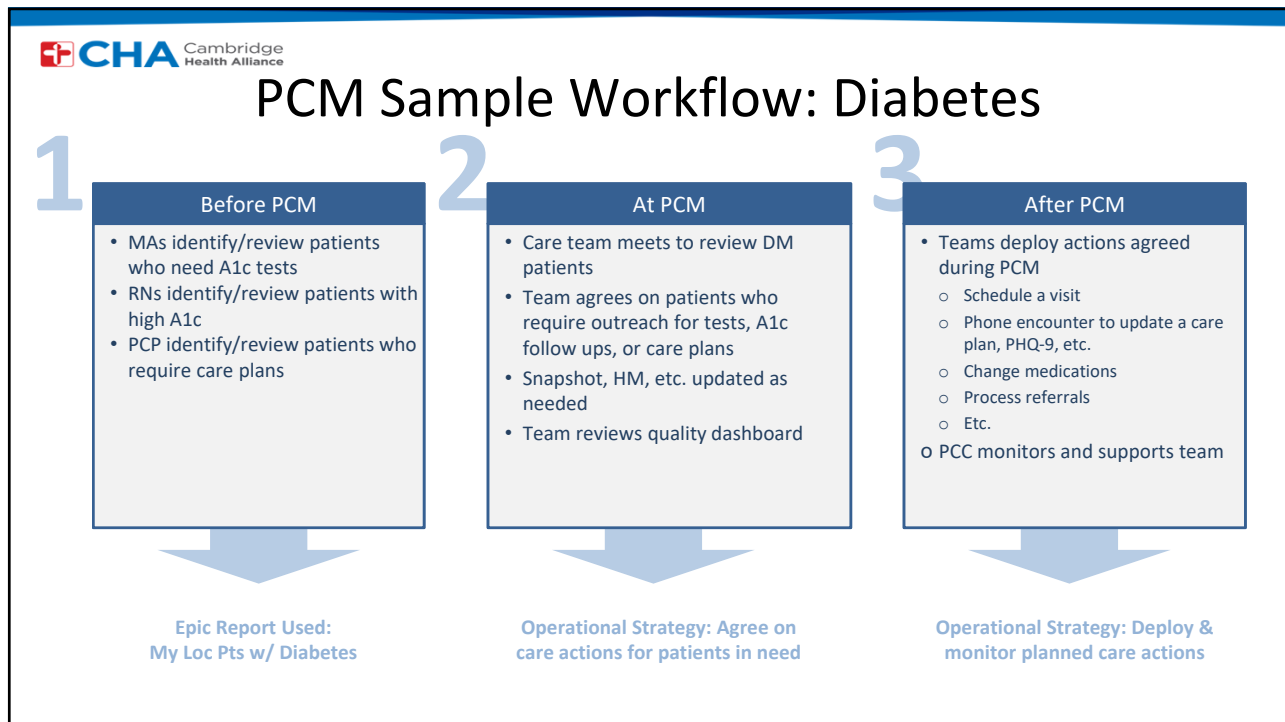 CHA Cambridge
Health Alliance
PCM Sample Workflow: Diabetes
1
Before PCM
• MAs identify/review patients
who need A1c tests
• RNs identify/review patients with
high A1c
• PCP identify/review patients who
require care plans
Epic Report Used:
My Loc Pts w/ Diabetes
2
At PCM
• Care team meets to review DM
patients
• Team agrees on patients who
require outreach for tests, A1c
follow ups, or care plans
• Snapshot, HM, etc. updated as
needed
• Team reviews quality dashboard
Operational Strategy: Agree on
care actions for patients in need
3
After PCM
• Teams deploy actions agreed
during PCM
o Schedule a visit
o Phone encounter to update a care
plan, PHQ-9, etc.
o Change medications
o Process referrals
o Etc.
o PCC monitors and supports team
Operational Strategy: Deploy &
monitor planned care actions